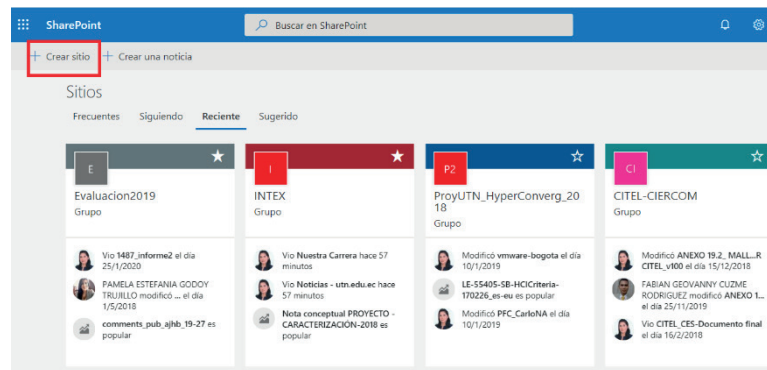 SharePoint
Buscar en SharePoint
+ Crear sitio
+ Crear una noticia
Sitios
Frecuentes
Siguiendo
Reciente
Sugerido
E
Evaluacion2019
Grupo
Vio 1487_informe2 el día
25/1/2020
PAMELA ESTEFANIA GODOY
TRUJILLO modificó ... el día
1/5/2018
comments_pub_ajhb_19-27 es
popular
I
INTEX
Grupo
Vio Nuestra Carrera hace 57
minutos
Vio Noticias - utn.edu.ec hace
57 minutos
Nota conceptual PROYECTO -
CARACTERIZACIÓN-2018 es
popular
P2
ProyUTN_HyperConverg_20
18
Grupo
Modificó vmware-bogota el día
10/1/2019
LE-55405-SB-HCICriteria-
170226_es-eu es popular
Modificó PFC_CarloNA el día
10/1/2019
CI
CITEL-CIERCOM
Grupo
Modificó ANEXO 19.2_ MALL...R
CITEL_v100 el día 15/12/2018
FABIAN GEOVANNY CUZME
RODRIGUEZ modificó ANEXO 1...
el día 25/11/2019
Vio CITEL_CES-Documento final
el día 16/2/2018